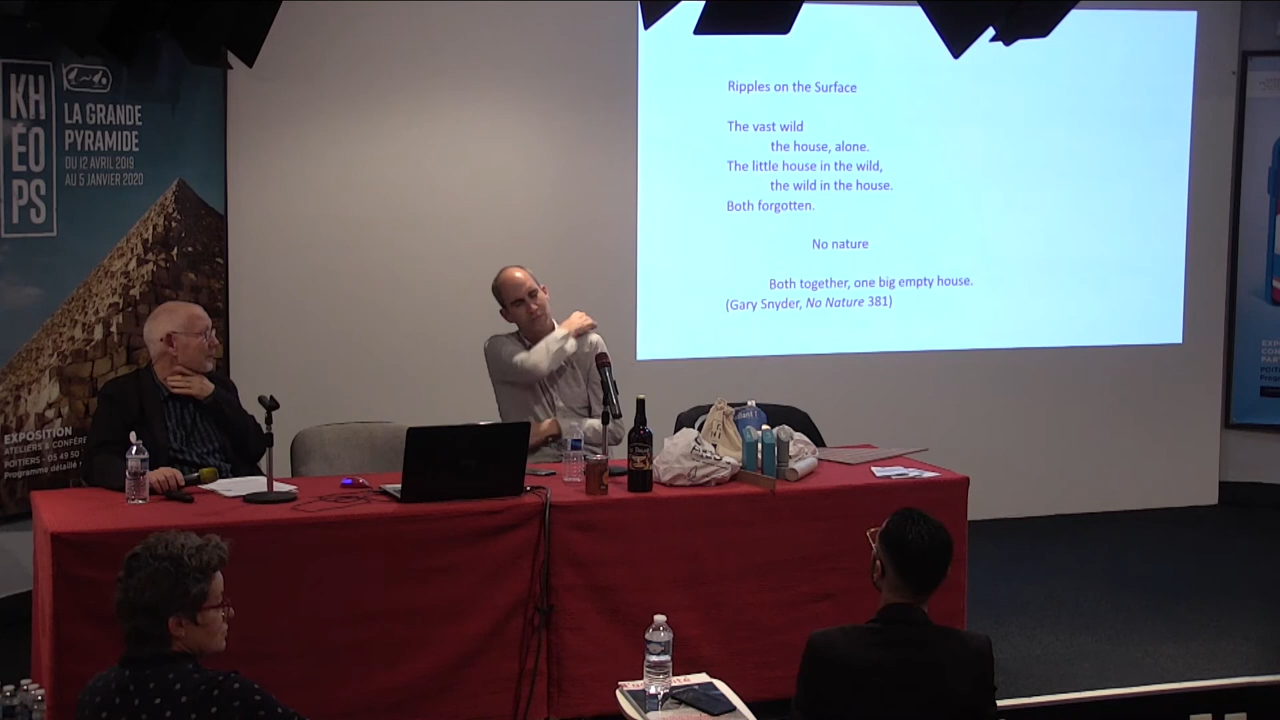 KH
ÉO
PS
LA GRANDE
PYRAMIDE
DU 12 AVRIL 2019
AU 5 JANVIER 2020
EXPOSITION
ATELIERS & CONFÉRE
POITIERS - 05 49 50
Programme détaillé
Ripples on the Surface
The vast wild
the house, alone.
The little house in the wild,
the wild in the house.
Both forgotten.
No nature
Both together, one big empty house.
(Gary Snyder, No Nature 381)